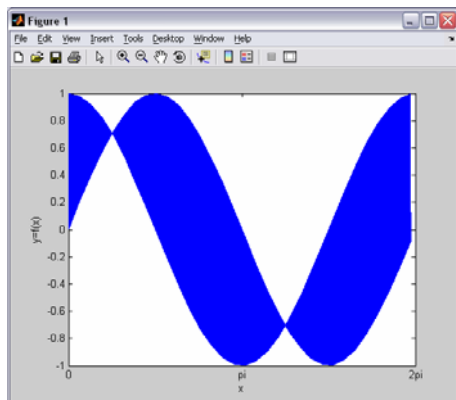 Figure 1
File Edit View Insert Tools Desktop Window Help
1
0.8
0.6
0.4
0.2
0
-0.2
-0.4
-0.6
-0.8
-1
y=f(x)
0 pi 2pi
x